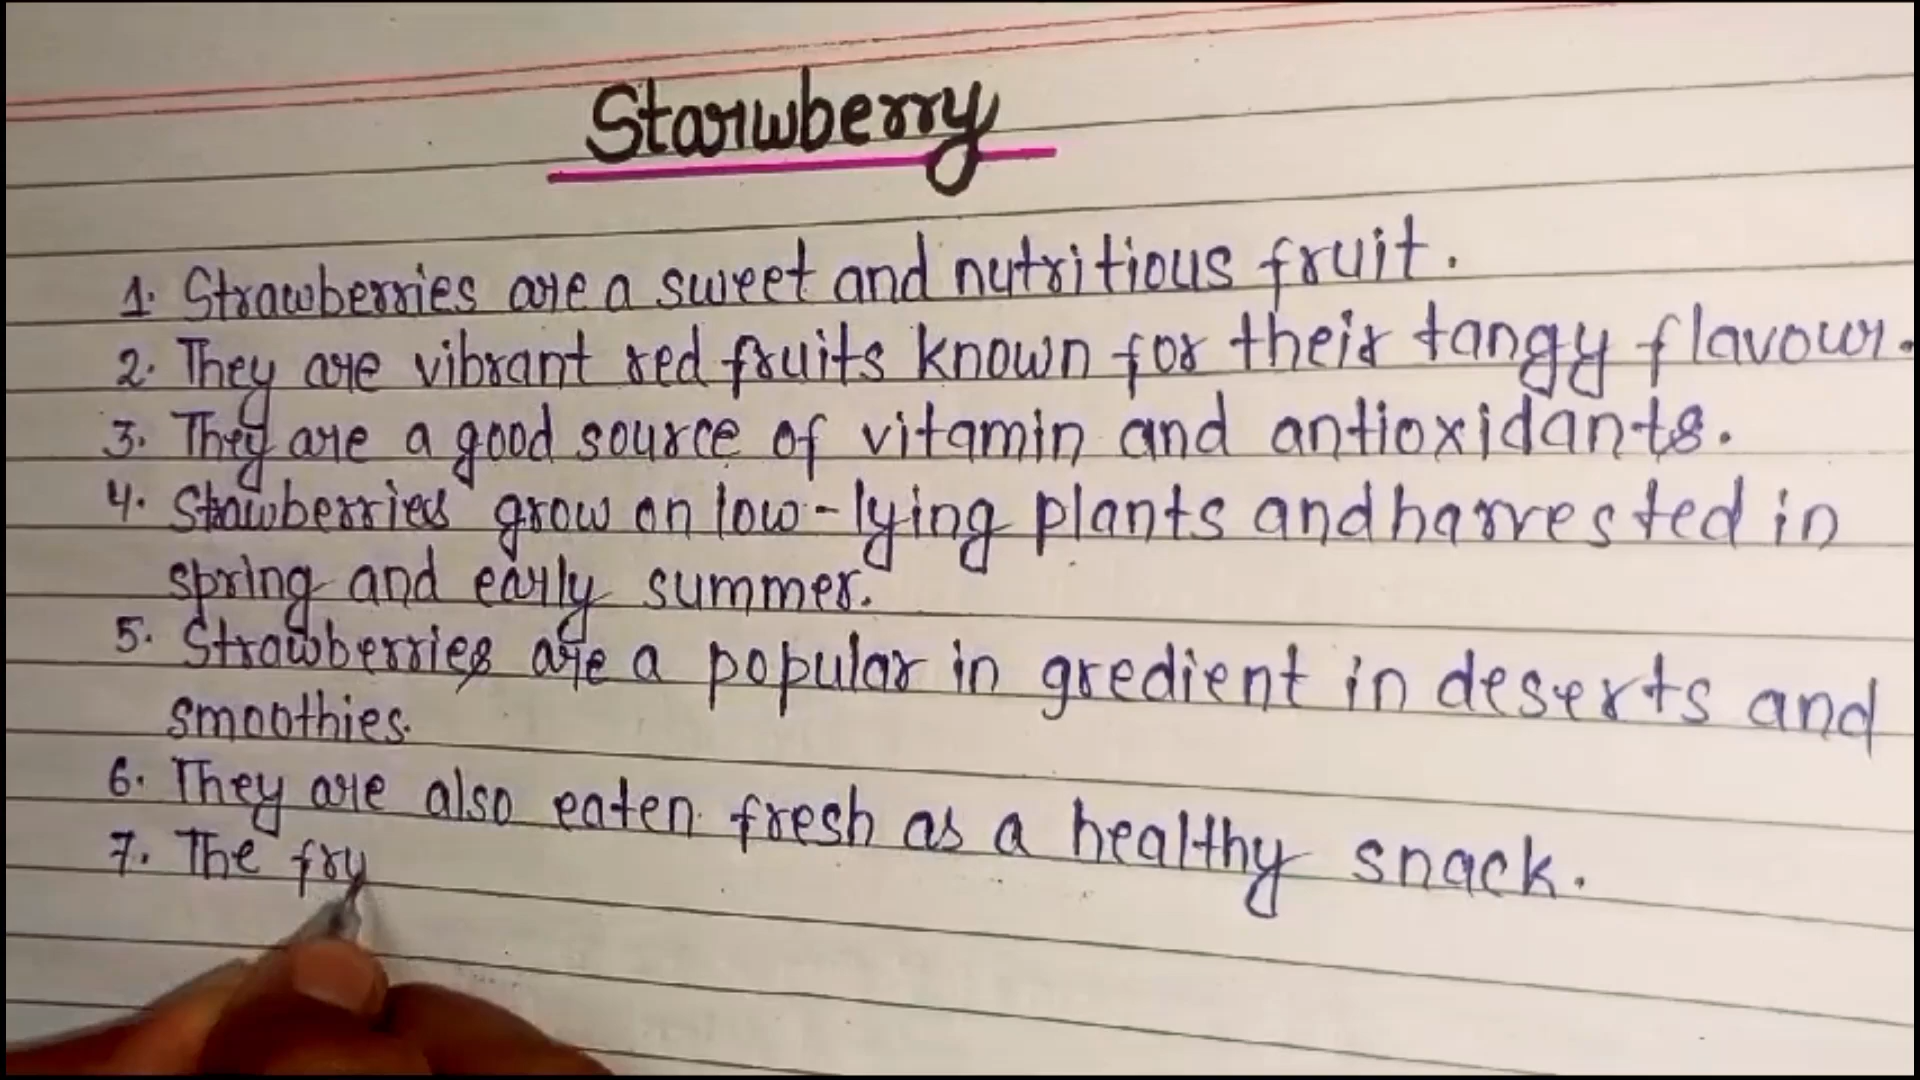 Starwberry
1. Strawberries are a sweet and nutritious fruit.
2. They are vibrant red fruits known for their tangy flavour.
3. They are a good source of vitamin and antioxidants.
4. Strawberries grow on low-lying plants and harvested in
spring and early summer.
5. Strawberries are a popular in gredient in deserts and
smoothies.
6. They are also eaten fresh as a healthy snack.
7. The fru